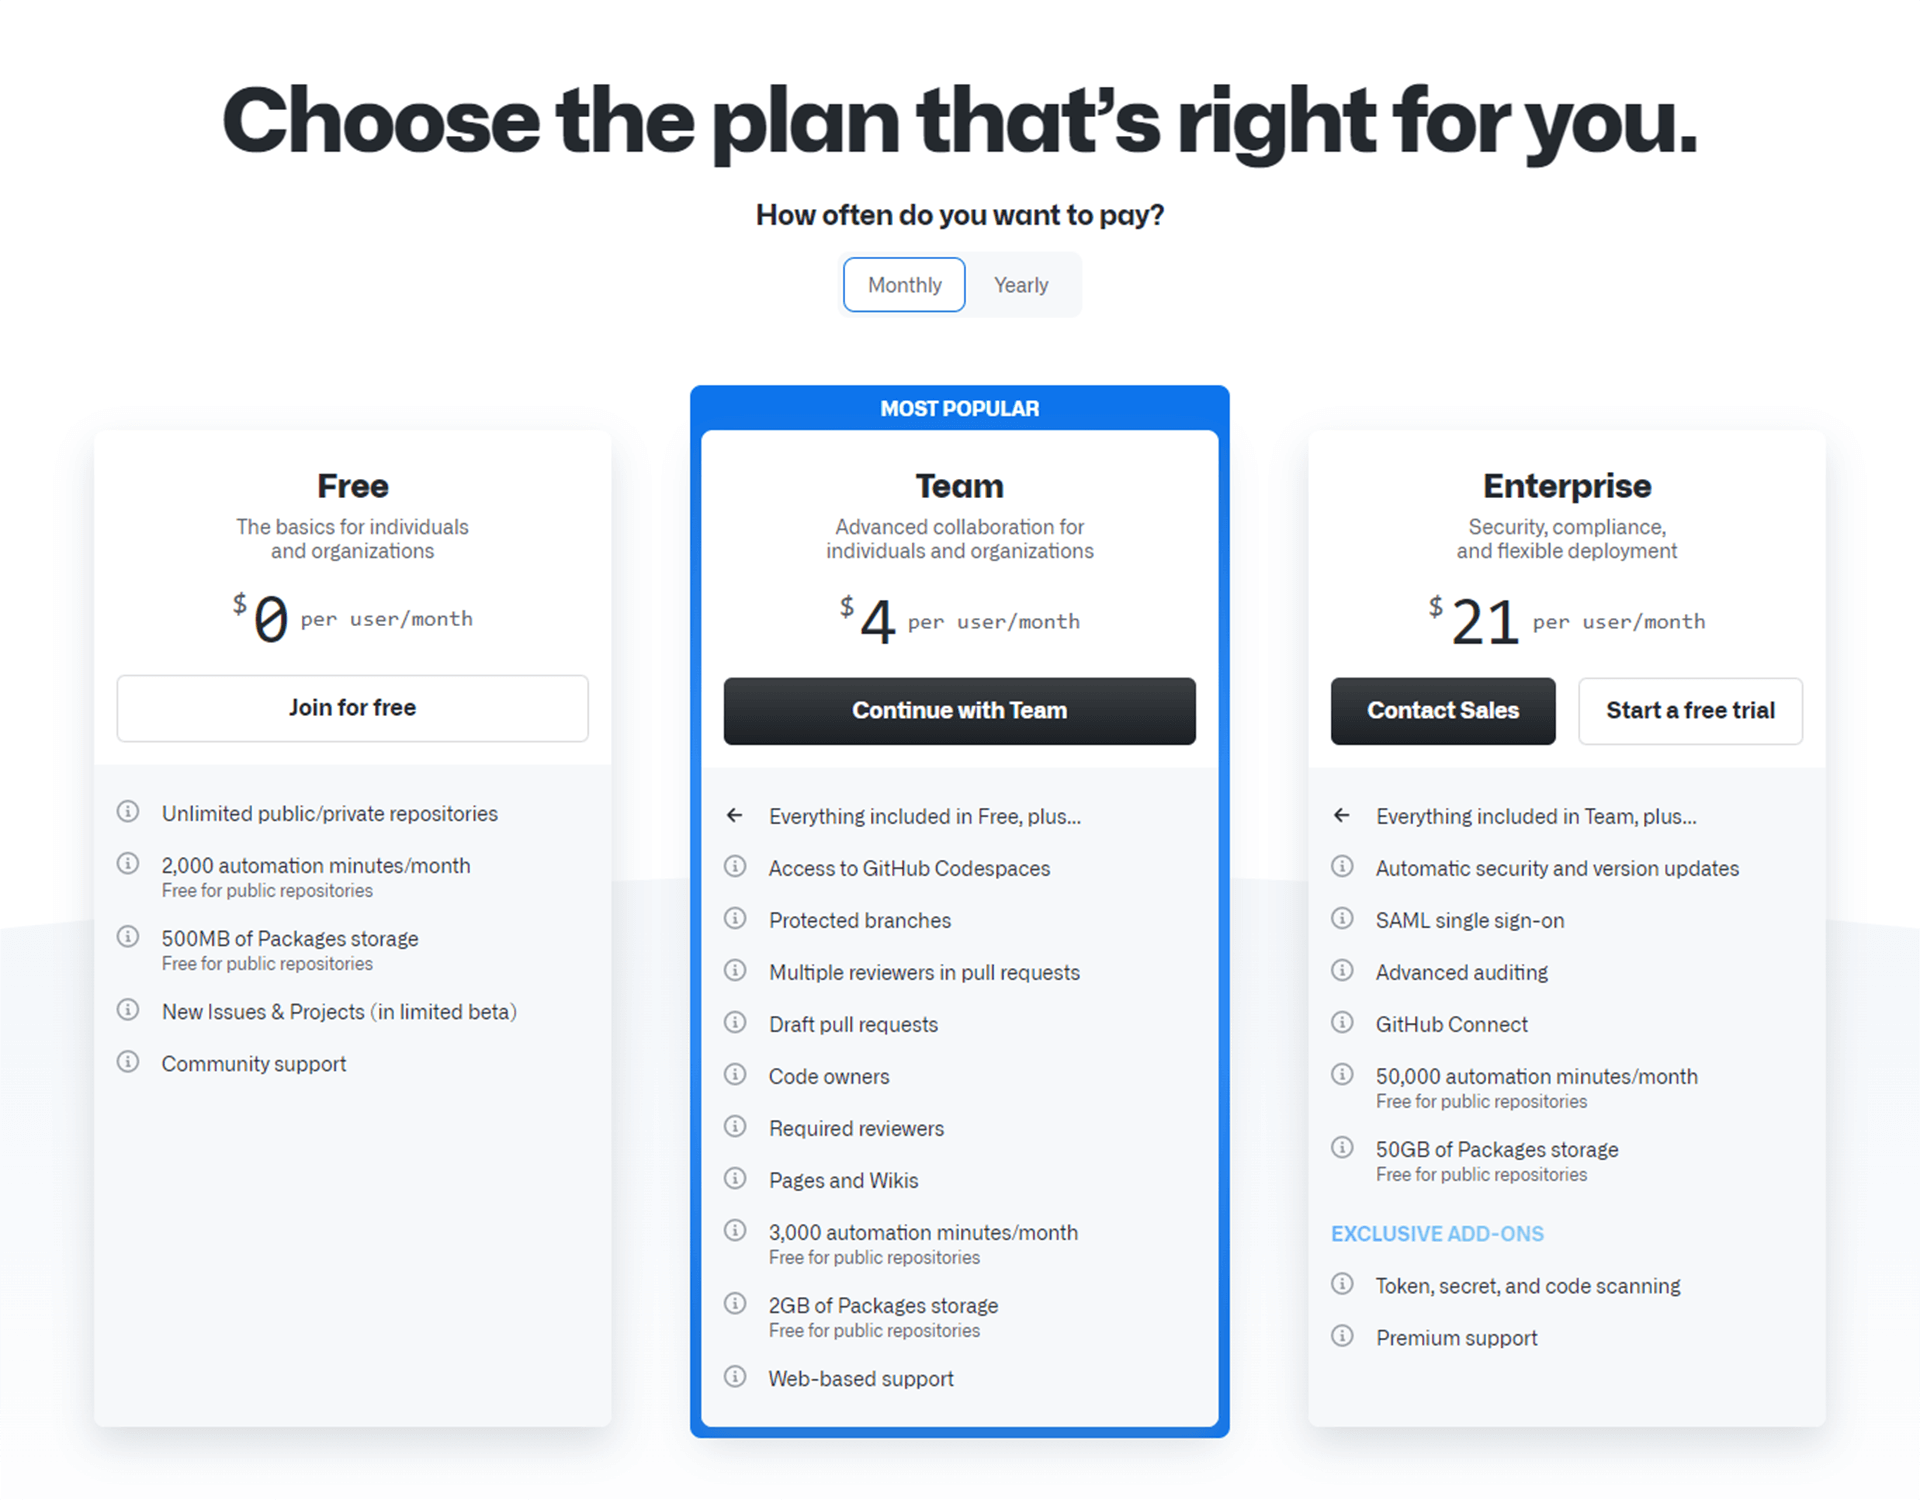 Choose the plan that’s right for you.
How often do you want to pay?
Monthly
Yearly
Free
The basics for individuals
and organizations
$0 per user/month
Join for free
Unlimited public/private repositories
2,000 automation minutes/month
Free for public repositories
500MB of Packages storage
Free for public repositories
New Issues & Projects (in limited beta)
Community support
MOST POPULAR
Team
Advanced collaboration for
individuals and organizations
$4 per user/month
Continue with Team
Everything included in Free, plus...
Access to GitHub Codespaces
Protected branches
Multiple reviewers in pull requests
Draft pull requests
Code owners
Required reviewers
Pages and Wikis
3,000 automation minutes/month
Free for public repositories
2GB of Packages storage
Free for public repositories
Web-based support
Enterprise
Security, compliance,
and flexible deployment
$21 per user/month
Contact Sales
Start a free trial
Everything included in Team, plus...
Automatic security and version updates
SAML single sign-on
Advanced auditing
GitHub Connect
50,000 automation minutes/month
Free for public repositories
50GB of Packages storage
Free for public repositories
EXCLUSIVE ADD-ONS
Token, secret, and code scanning
Premium support